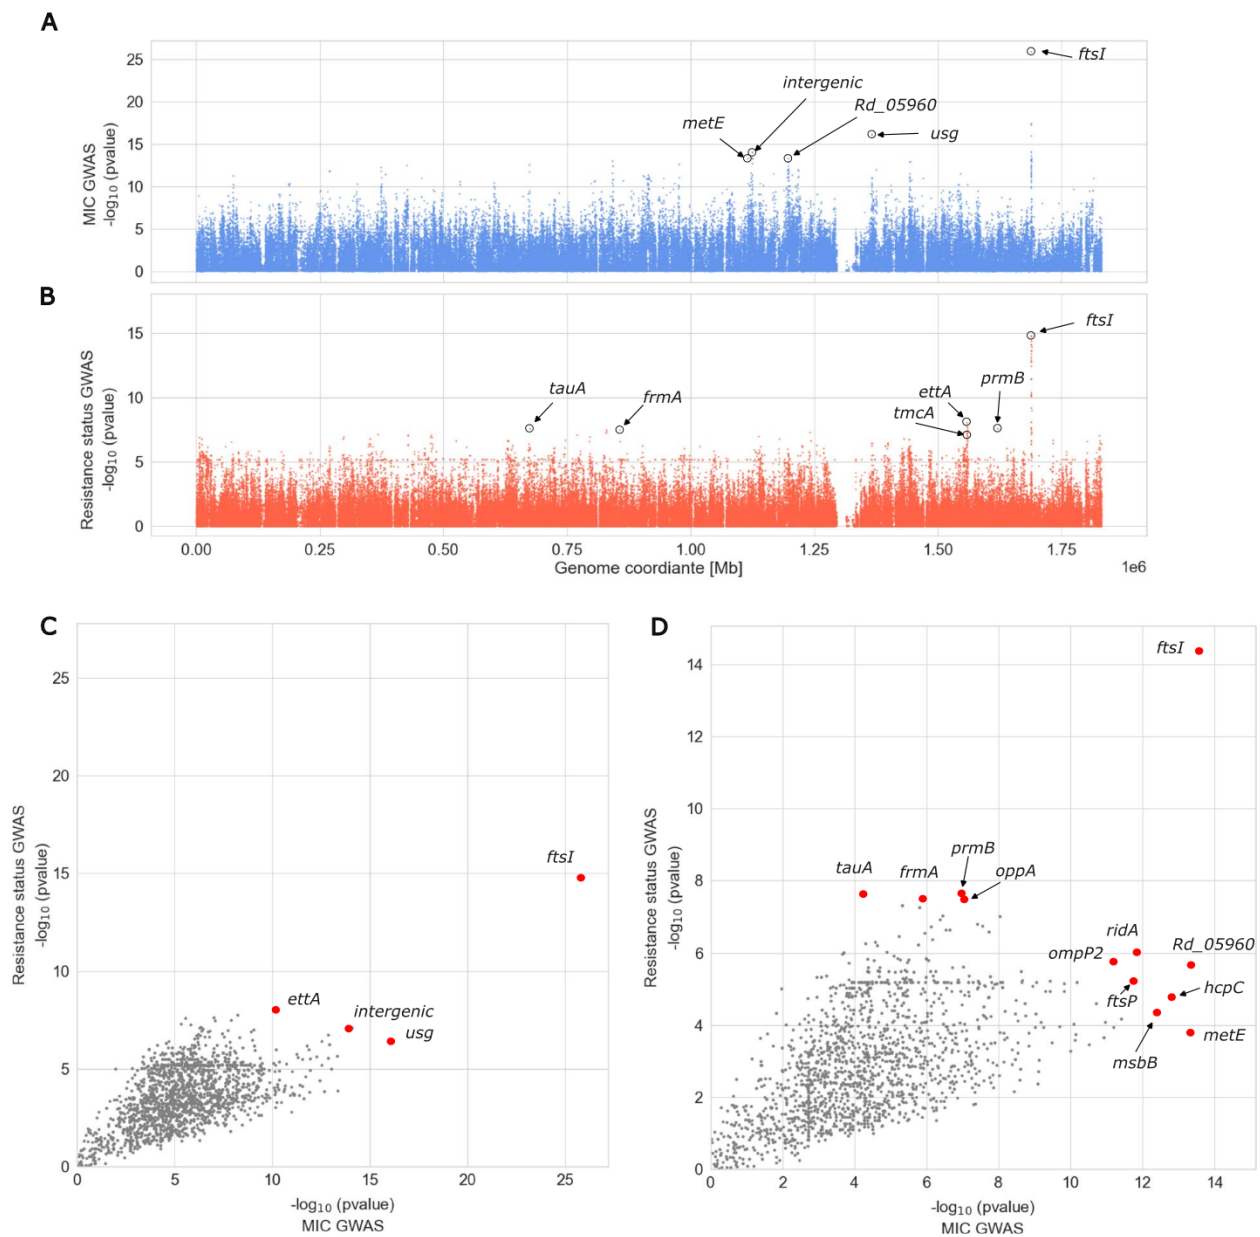 A
MIC GWAS
-log₁₀ (pvalue)
25
20
15
10
5
0
ftsI
intergenic
Rd_05960
metE
usg
B
Resistance status GWAS
-log₁₀ (pvalue)
15
10
5
0
ftsI
tauA
frmA
ettA
prmB
tmcA
0.00 0.25 0.50 0.75 1.00 1.25 1.50 1.75
Genome coordiante [Mb]
1e6
C
Resistance status GWAS
-log₁₀ (pvalue)
25
20
15
10
5
0
ftsI
ettA
intergenic
usg
0 5 10 15 20 25
-log₁₀ (pvalue)
MIC GWAS
D
Resistance status GWAS
-log₁₀ (pvalue)
14
12
10
8
6
4
2
0
ftsI
prmB
tauA
frmA
oppA
ridA
ompP2
Rd_05960
ftsP
hcpC
msbB
metE
0 2 4 6 8 10 12 14
-log₁₀ (pvalue)
MIC GWAS